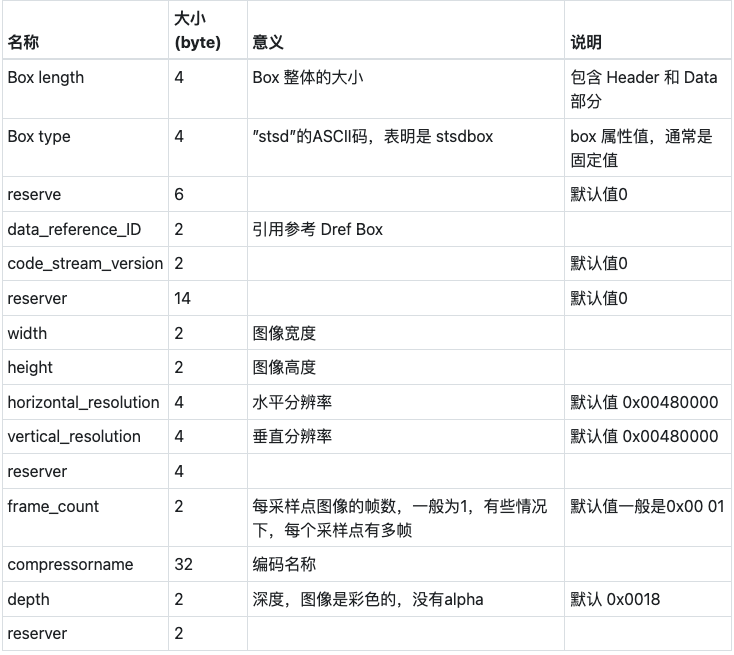 名称 大小 (byte) 意义 说明
Box length 4 Box 整体的大小 包含 Header 和 Data 部分
Box type 4 ”stsd”的ASCII码，表明是 stsdbox box 属性值，通常是固定值
reserve 6 默认值0
data_reference_ID 2 引用参考 Dref Box
code_stream_version 2 默认值0
reserver 14 默认值0
width 2 图像宽度
height 2 图像高度
horizontal_resolution 4 水平分辨率 默认值 0x00480000
vertical_resolution 4 垂直分辨率 默认值 0x00480000
reserver 4
frame_count 2 每采样点图像的帧数，一般为1，有些情况下，每个采样点有多帧 默认值一般是0x00 01
compressorname 32 编码名称
depth 2 深度，图像是彩色的，没有alpha 默认 0x0018
reserver 2